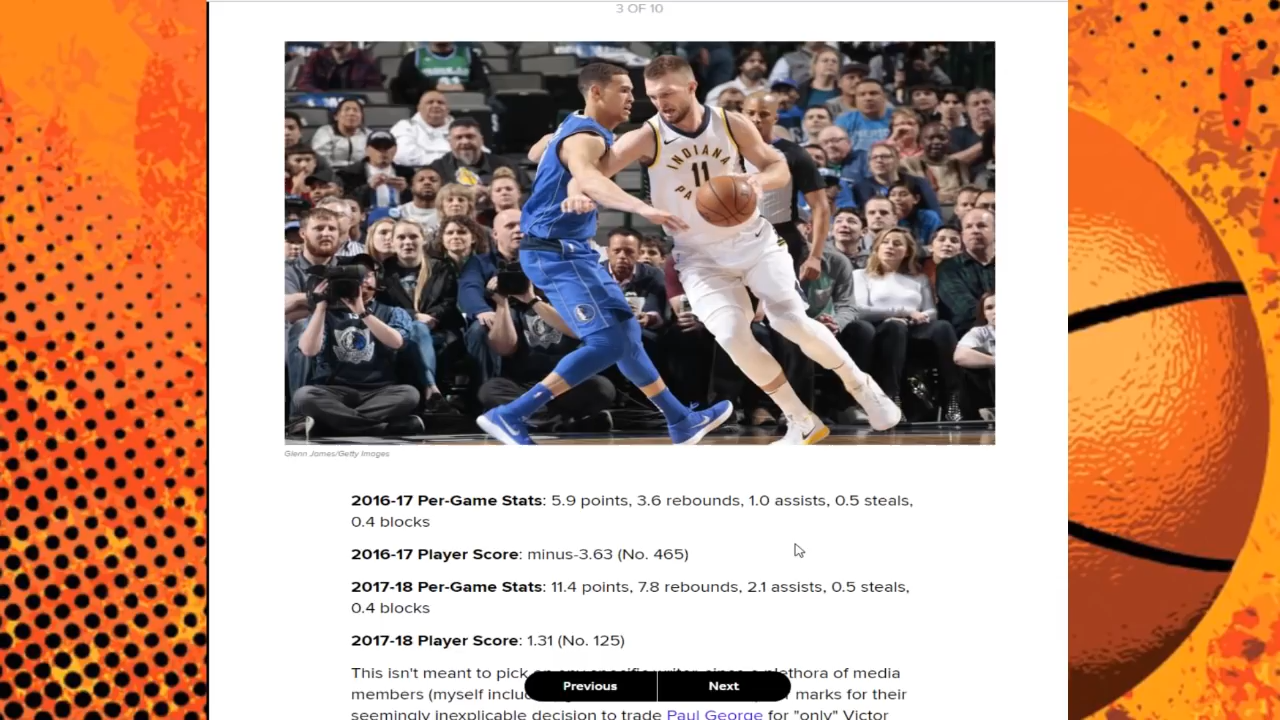 3 OF 10
INDIANA
11
Glenn James/Getty Images
2016-17 Per-Game Stats: 5.9 points, 3.6 rebounds, 1.0 assists, 0.5 steals,
0.4 blocks
2016-17 Player Score: minus-3.63 (No. 465)
2017-18 Per-Game Stats: 11.4 points, 7.8 rebounds, 2.1 assists, 0.5 steals,
0.4 blocks
2017-18 Player Score: 1.31 (No. 125)
This isn't meant to pick plethora of media
members (myself marks for their
Previous Next
seemingly inexplicable decision to trade Paul George for "only" Victor